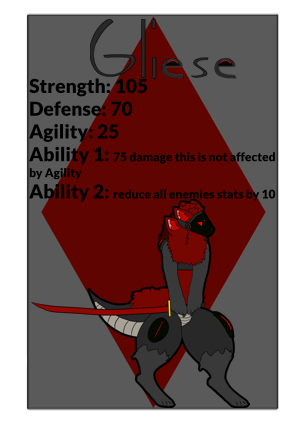 Gliese
Strength: 105
Defense: 70
Agility: 25
Ability 1: 75 damage this is not affected
by Agility
Ability 2: reduce all enemies stats by 10